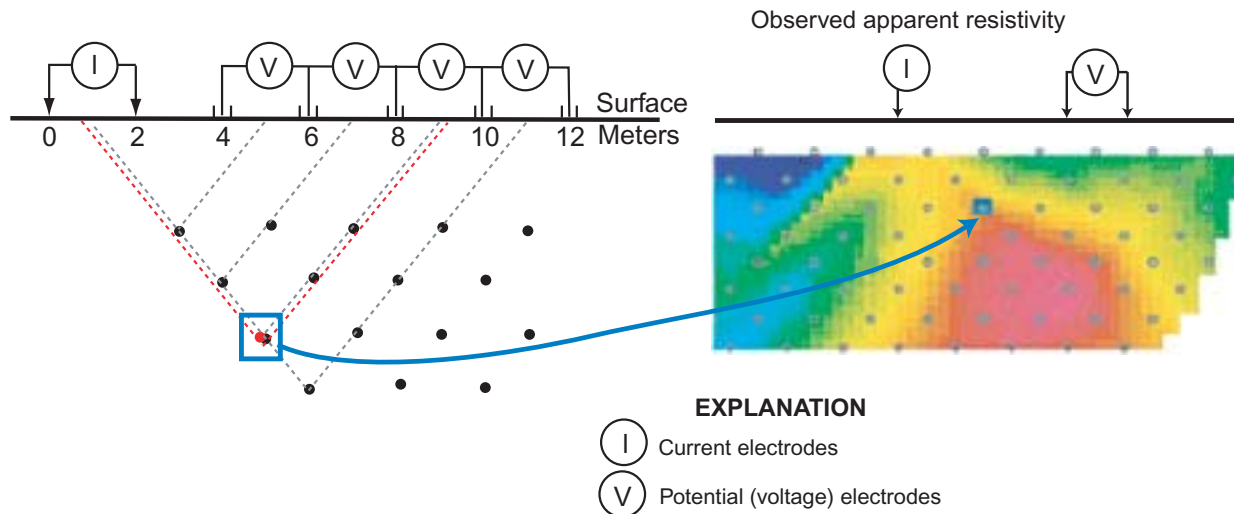 Observed apparent resistivity
I
V
V
V
V
I
V
Surface
0 2 4 6 8 10 12
Meters
EXPLANATION
I Current electrodes
V Potential (voltage) electrodes